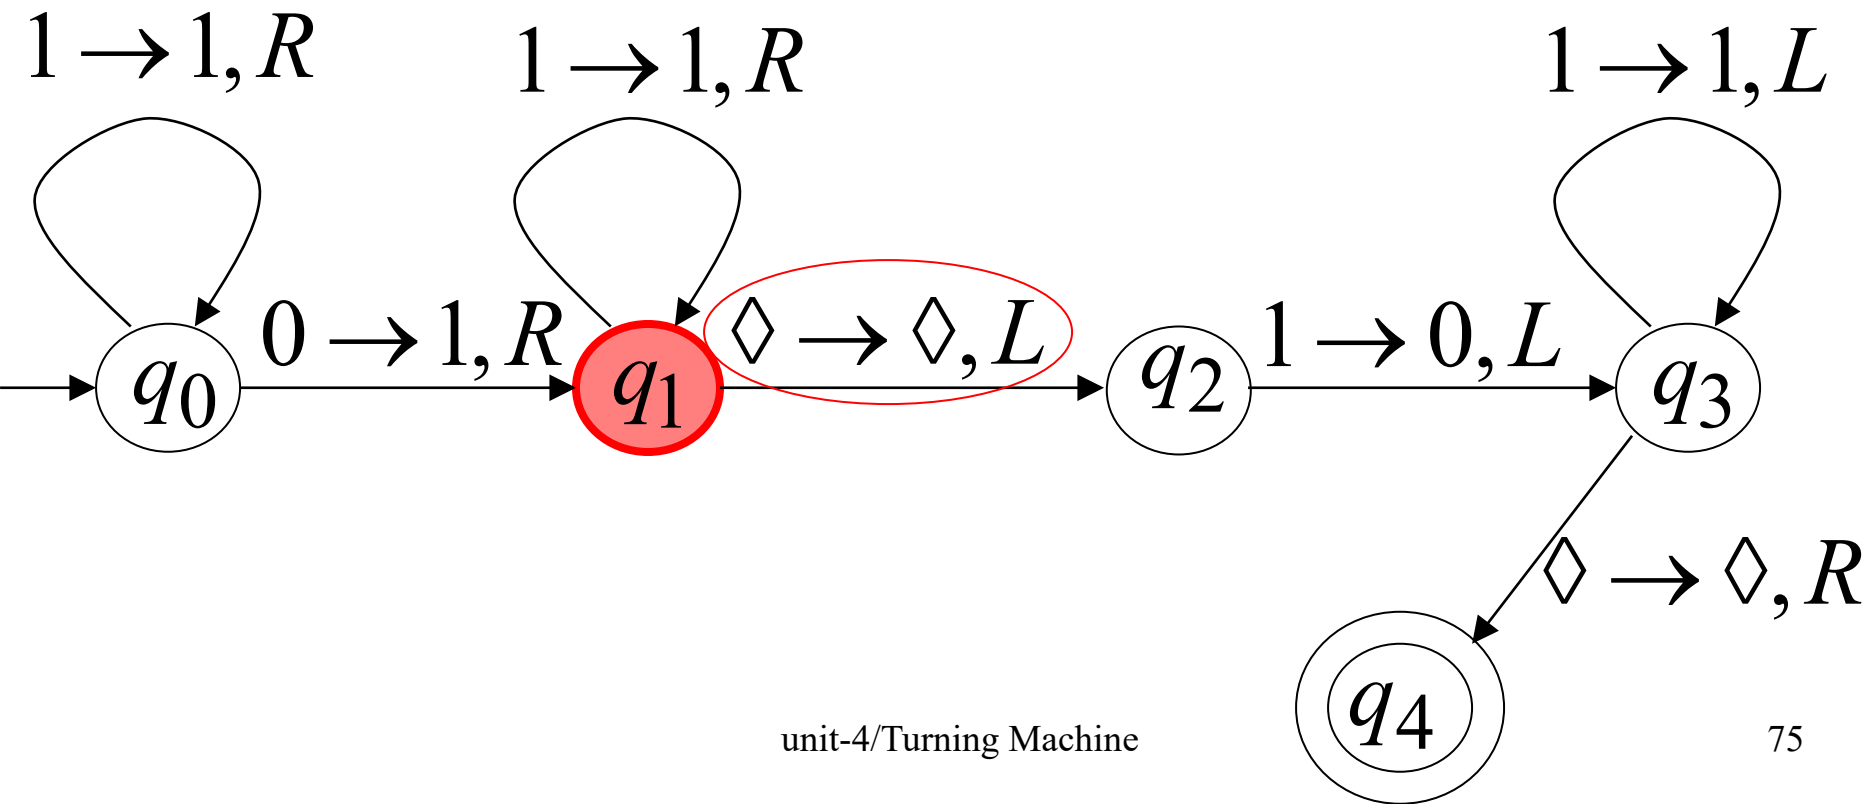 1 → 1, R
1 → 1, R
1 → 1, L
0 → 1, R
◊ → ◊, L
1 → 0, L
q0
q1
q2
q3
◊ → ◊, R
q4
unit-4/Turning Machine
75